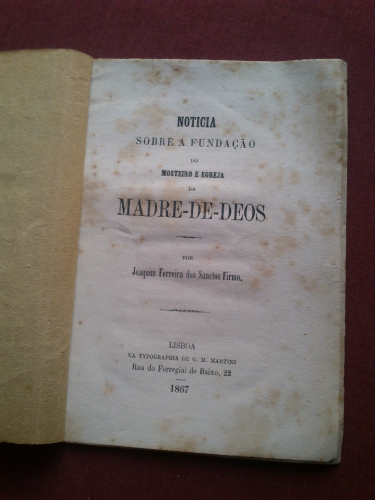 NOTICIA
SOBRE A FUNDAÇÃO
DO
MOSTEIRO E EGREJA
DA
MADRE-DE-DEOS
POR
Joaquim Ferreira dos Sanctos Firmo.
LISBOA
NA TYPOGRAPHIA DE G. M. MARTINS
Rua do Ferregial de Baixo, 22
1867